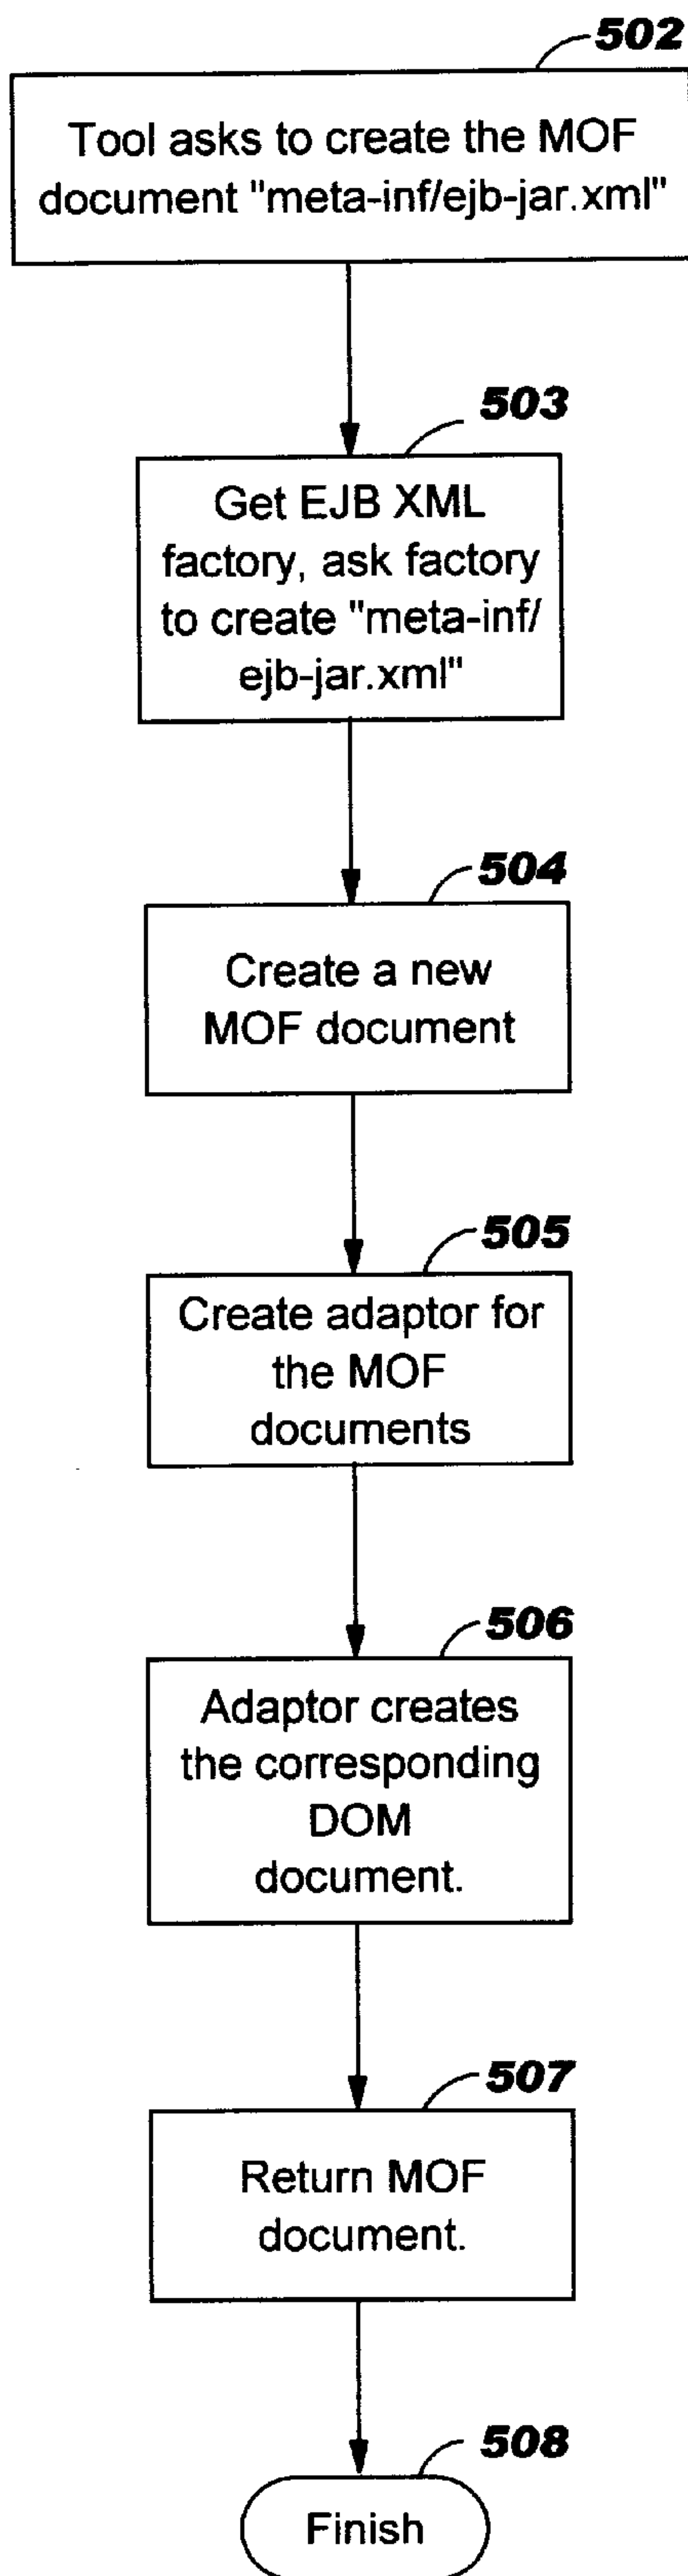 502
Tool asks to create the MOF
document "meta-inf/ejb-jar.xml"
503
Get EJB XML
factory, ask factory
to create "meta-inf/
ejb-jar.xml"
504
Create a new
MOF document
505
Create adaptor for
the MOF
documents
506
Adaptor creates
the corresponding
DOM
document.
507
Return MOF
document.
508
Finish